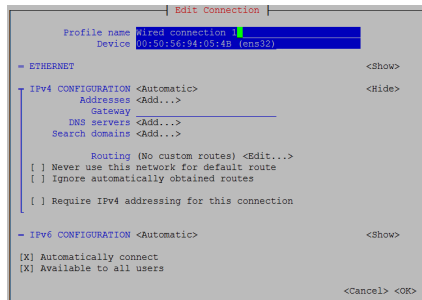 Edit Connection
Profile name Wired connection 1
Device 00:50:56:94:05:4B (ens32)
= ETHERNET <Show>
IPv4 CONFIGURATION <Automatic> <Hide>
Addresses <Add...>
Gateway
DNS servers <Add...>
Search domains <Add...>
Routing (No custom routes) <Edit...>
[ ] Never use this network for default route
[ ] Ignore automatically obtained routes
[ ] Require IPv4 addressing for this connection
= IPv6 CONFIGURATION <Automatic> <Show>
[X] Automatically connect
[X] Available to all users
<Cancel> <OK>